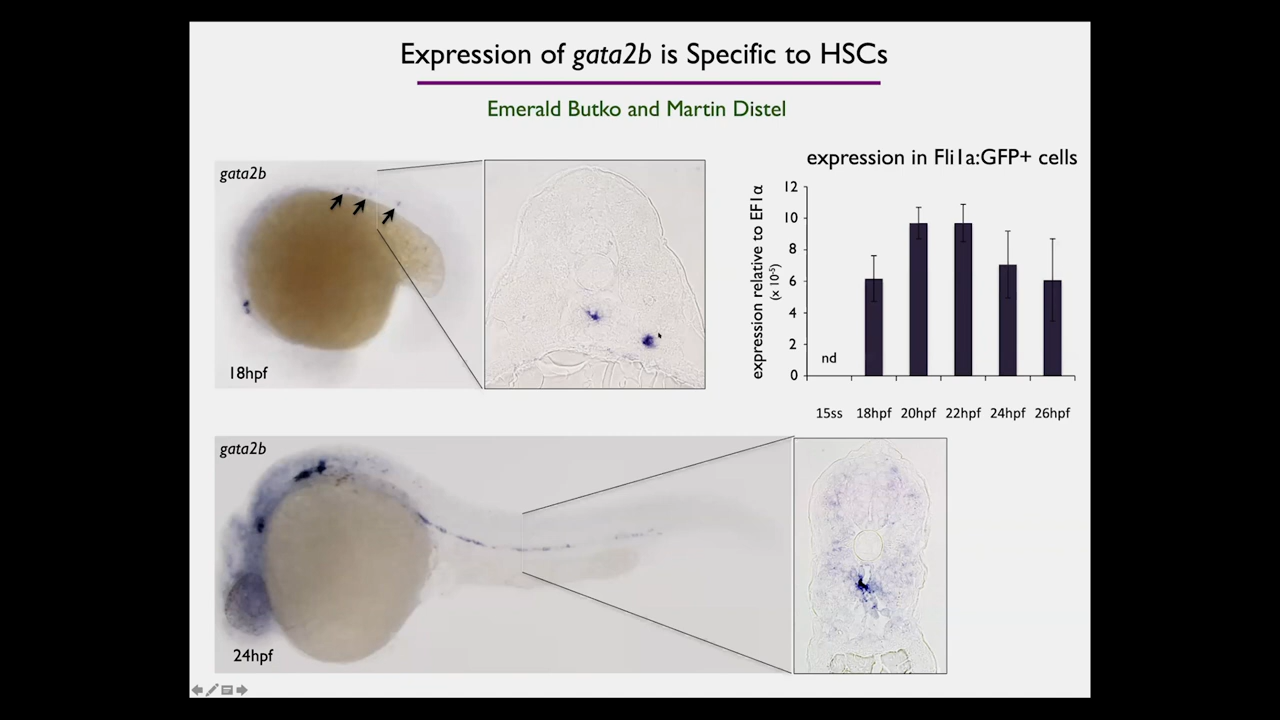 Expression of gata2b is Specific to HSCs
Emerald Butko and Martin Distel
gata2b
18hpf
expression in Fli1a:GFP+ cells
expression relative to EF1α
(x 10⁻⁵)
12
10
8
6
4
2
0
nd
15ss 18hpf 20hpf 22hpf 24hpf 26hpf
gata2b
24hpf